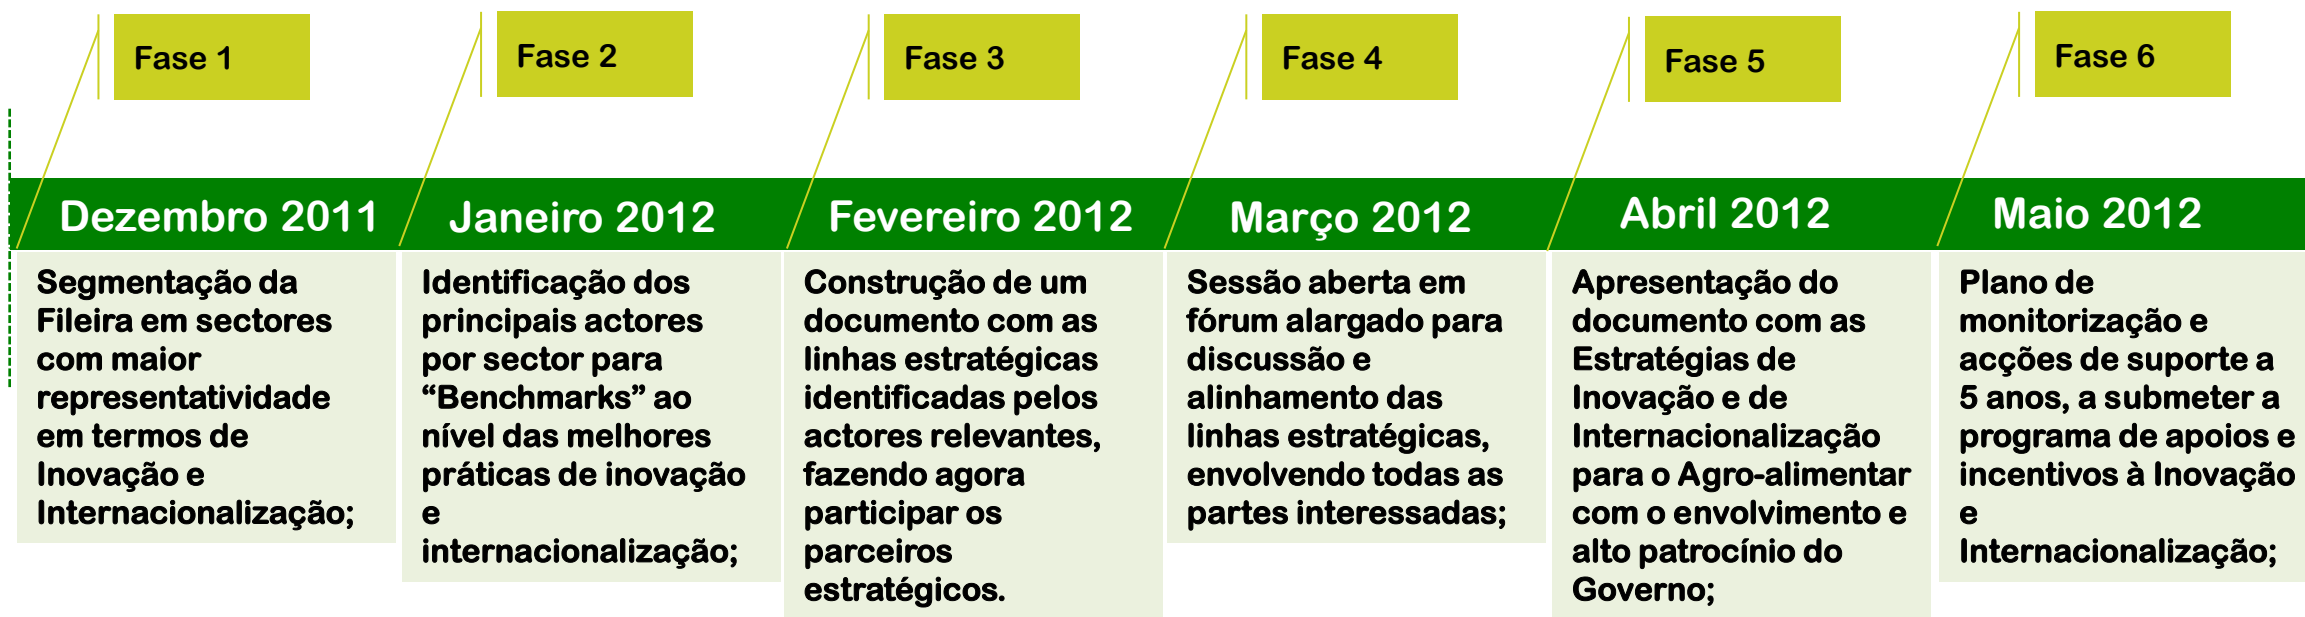 Fase 1
Fase 2
Fase 3
Fase 4
Fase 5
Fase 6
Dezembro 2011
Janeiro 2012
Fevereiro 2012
Março 2012
Abril 2012
Maio 2012
Segmentação da
Fileira em sectores
com maior
representatividade
em termos de
Inovação e
Internacionalização;
Identificação dos
principais actores
por sector para
“Benchmarks” ao
nível das melhores
práticas de inovação
e
internacionalização;
Construção de um
documento com as
linhas estratégicas
identificadas pelos
actores relevantes,
fazendo agora
participar os
parceiros
estratégicos.
Sessão aberta em
fórum alargado para
discussão e
alinhamento das
linhas estratégicas,
envolvendo todas as
partes interessadas;
Apresentação do
documento com as
Estratégias de
Inovação e de
Internacionalização
para o Agro-alimentar
com o envolvimento e
alto patrocínio do
Governo;
Plano de
monitorização e
acções de suporte a
5 anos, a submeter a
programa de apoios e
incentivos à Inovação
e
Internacionalização;